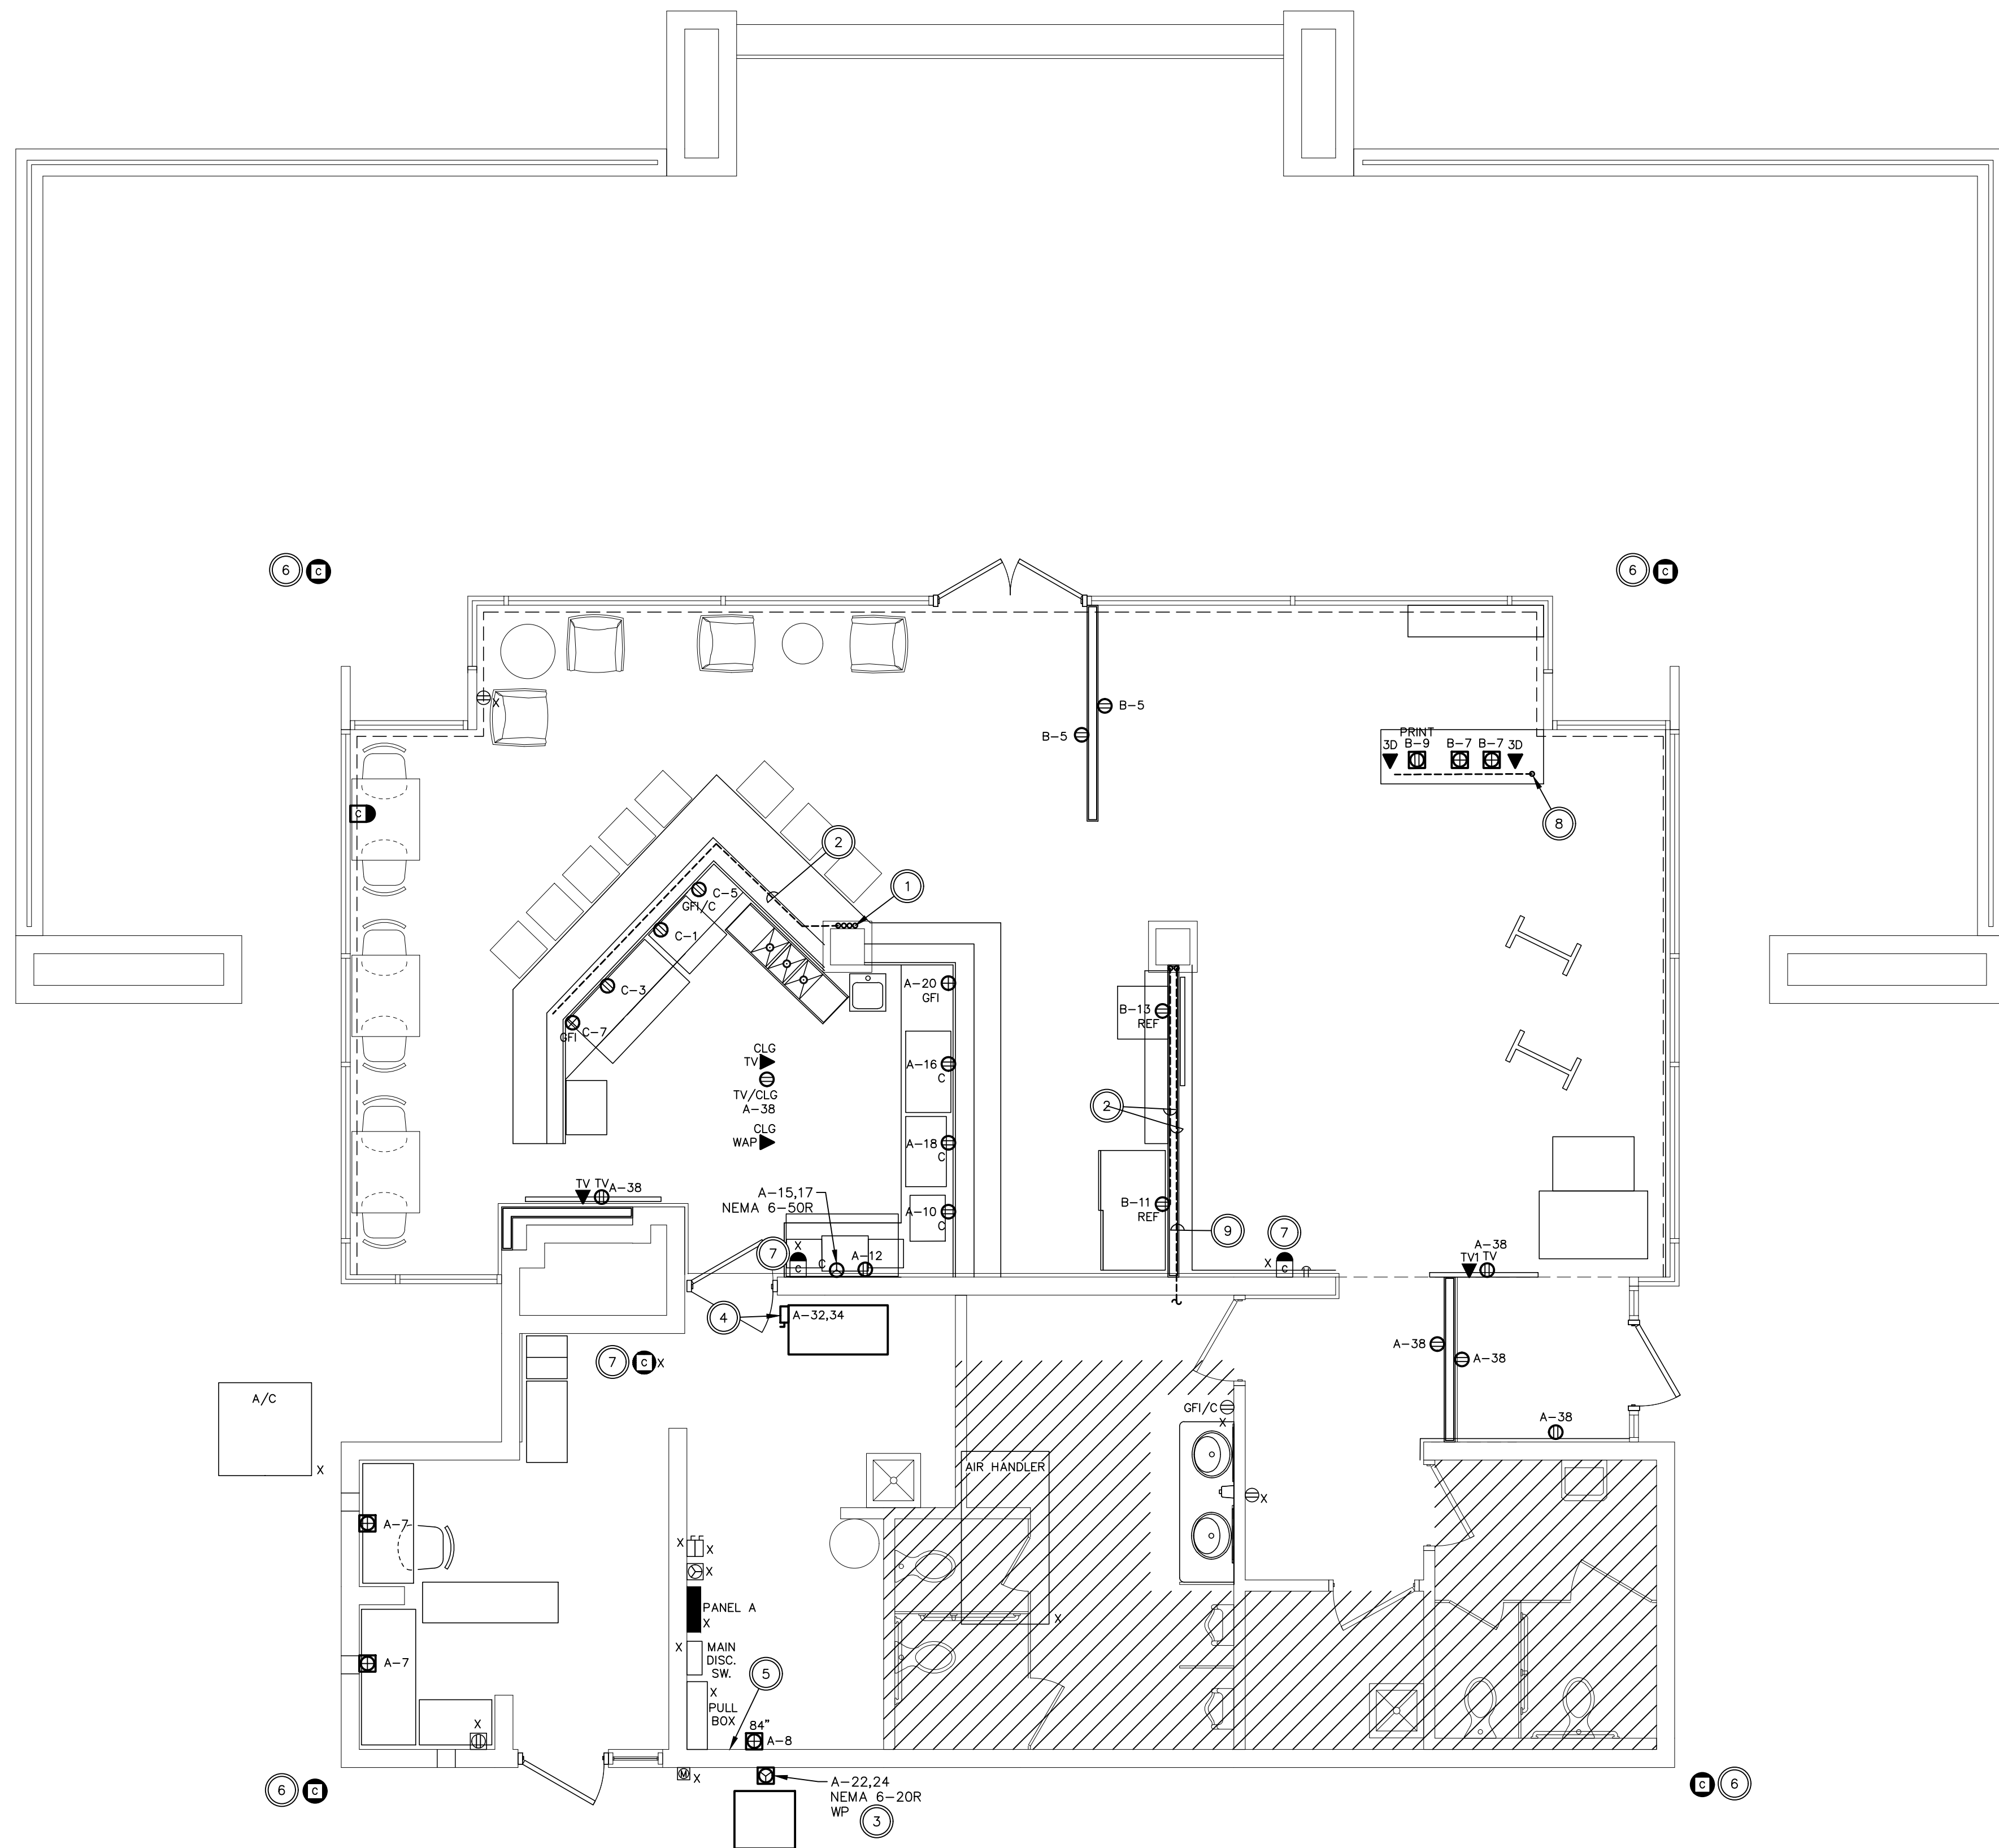 6 C
6 C
X
B-5
B-5
PRINT
3D B-9 B-7 B-7 3D
8
C
2
1
C-5
GFI/C
C-1
C-3
C-7
GFI
A-20
GFI
B-13
REF
CLG
TV
TV/CLG
A-38
CLG
WAP
A-16
C
2
A-18
C
TV TV A-38
A-15,17
NEMA 6-50R
A-10
C
B-11
REF
9
7
X
C
C
A-12
7
X
C
A-38
TV1 TV
4
A-32,34
7 C X
A-38
A-38
A/C
X
GFI/C
X
A-38
AIR HANDLER
X
X
A-7
X
X
X
PANEL A
X
X
MAIN
DISC.
SW.
A-7
5
X
PULL
BOX
84"
A-8
X
6 C
M
X
A-22,24
NEMA 6-20R
WP
3
C 6